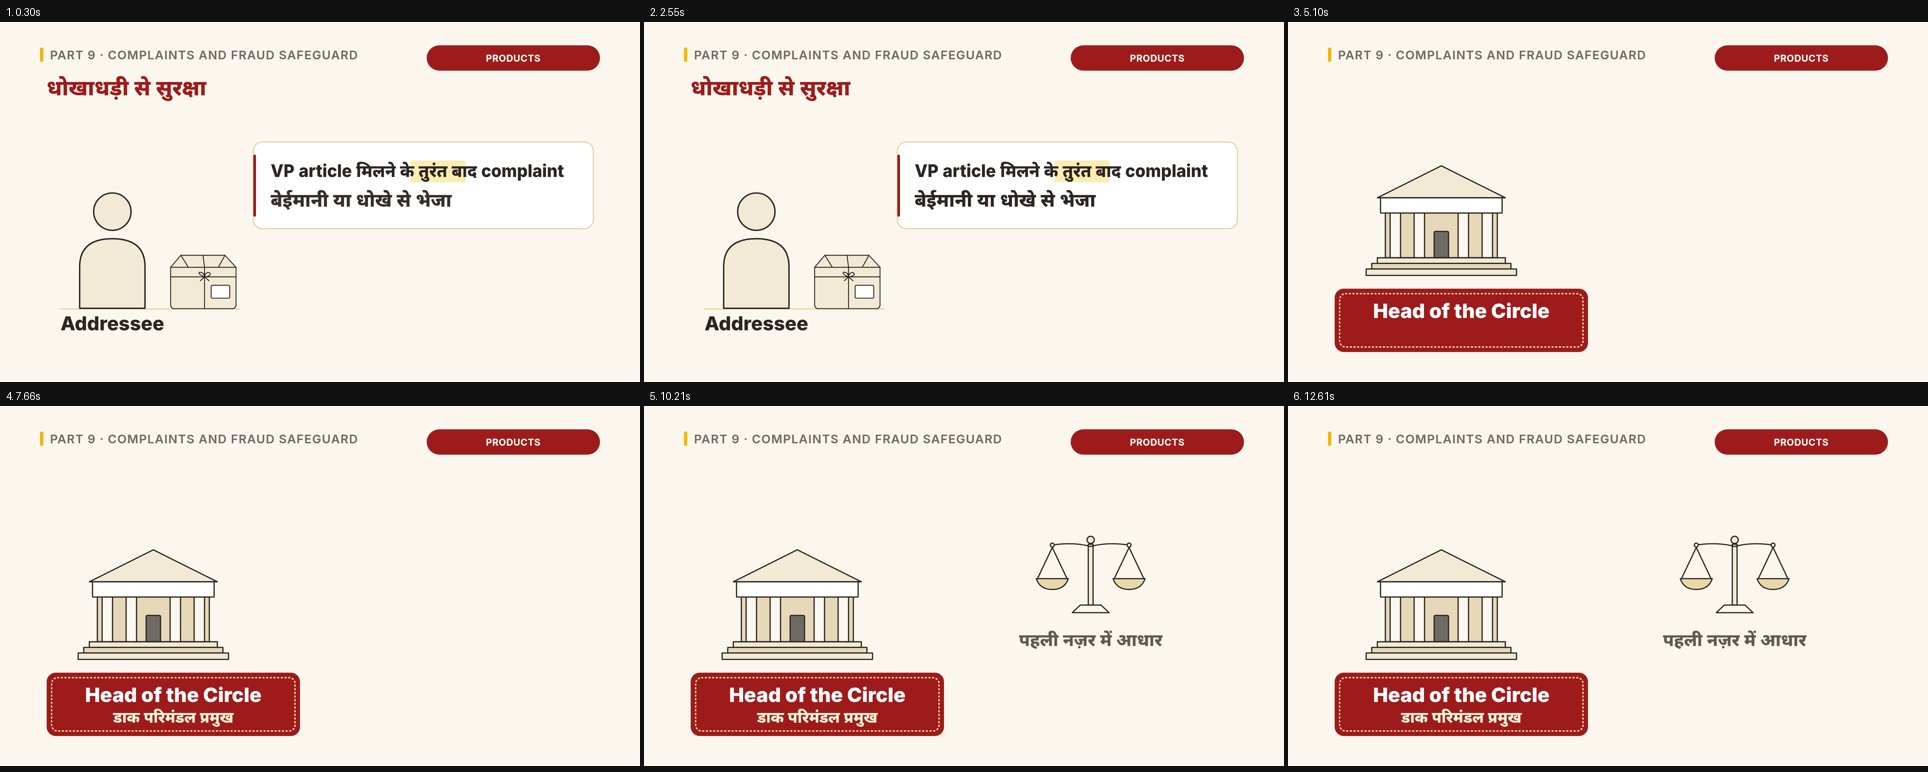 1. 0.30s
PART 9 · COMPLAINTS AND FRAUD SAFEGUARD
PRODUCTS
धोखाधड़ी से सुरक्षा
VP article मिलने के तुरंत बाद complaint
बेईमानी या धोखे से भेजा
Addressee
2. 2.55s
PART 9 · COMPLAINTS AND FRAUD SAFEGUARD
PRODUCTS
धोखाधड़ी से सुरक्षा
VP article मिलने के तुरंत बाद complaint
बेईमानी या धोखे से भेजा
Addressee
3. 5.10s
PART 9 · COMPLAINTS AND FRAUD SAFEGUARD
PRODUCTS
Head of the Circle
4. 7.66s
PART 9 · COMPLAINTS AND FRAUD SAFEGUARD
PRODUCTS
Head of the Circle
डाक परिमंडल प्रमुख
5. 10.21s
PART 9 · COMPLAINTS AND FRAUD SAFEGUARD
PRODUCTS
पहली नज़र में आधार
Head of the Circle
डाक परिमंडल प्रमुख
6. 12.61s
PART 9 · COMPLAINTS AND FRAUD SAFEGUARD
PRODUCTS
पहली नज़र में आधार
Head of the Circle
डाक परिमंडल प्रमुख